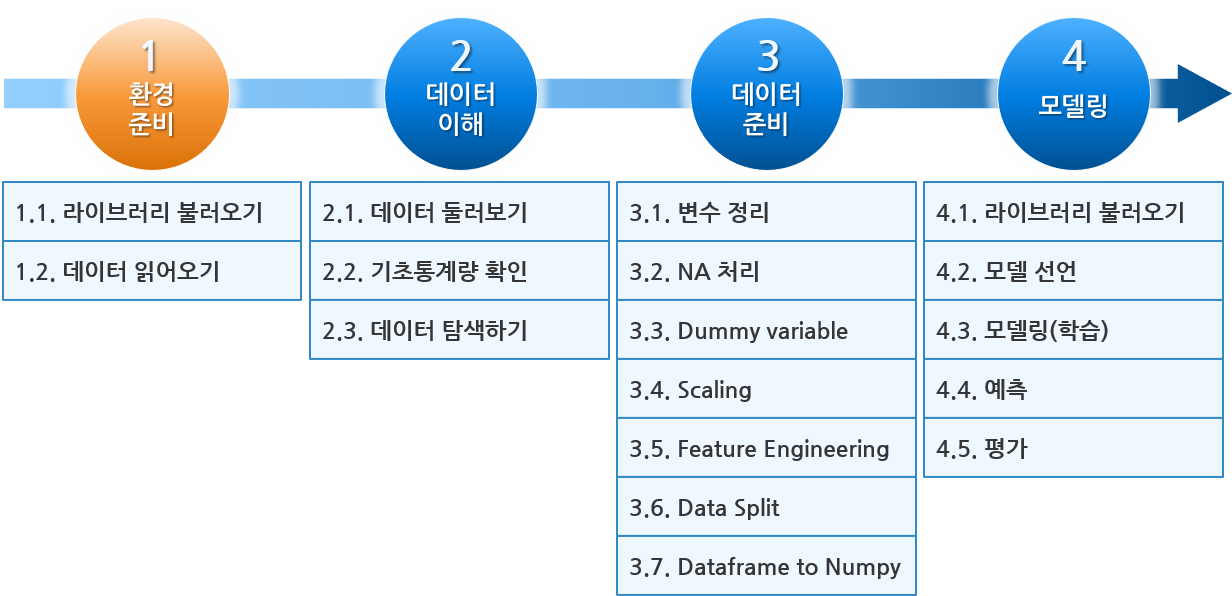 1
환경
준비
2
데이터
이해
3
데이터
준비
4
모델링
1.1. 라이브러리 불러오기
1.2. 데이터 읽어오기
2.1. 데이터 둘러보기
2.2. 기초통계량 확인
2.3. 데이터 탐색하기
3.1. 변수 정리
3.2. NA 처리
3.3. Dummy variable
3.4. Scaling
3.5. Feature Engineering
3.6. Data Split
3.7. Dataframe to Numpy
4.1. 라이브러리 불러오기
4.2. 모델 선언
4.3. 모델링(학습)
4.4. 예측
4.5. 평가